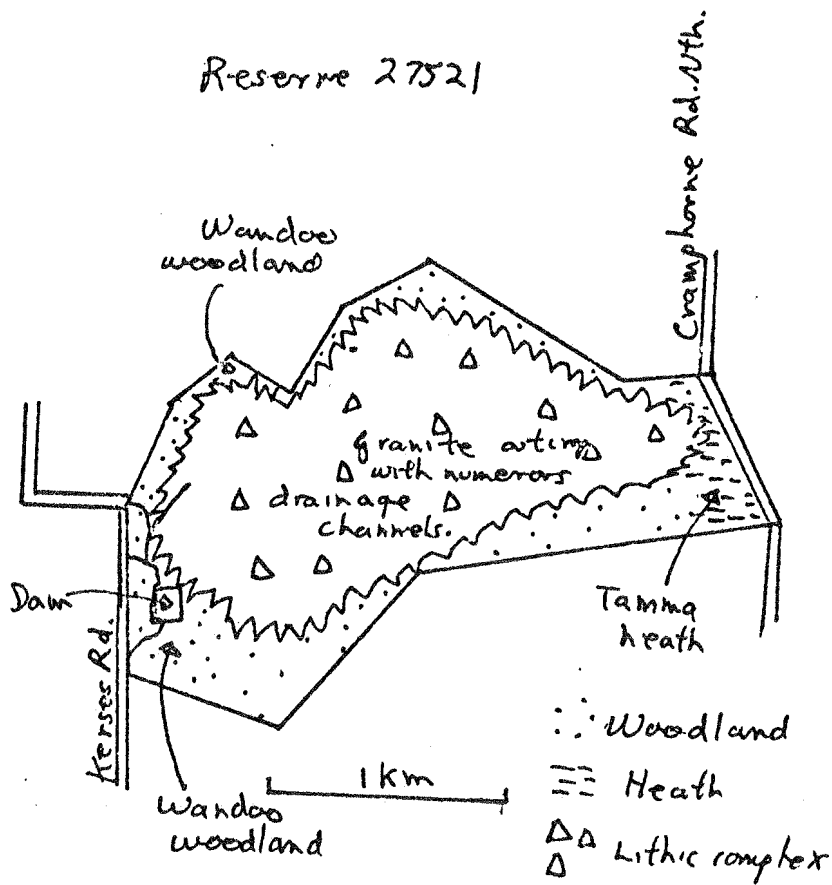 Reserve 27521
Cramphorne Rd. Nth.
Wandoo
woodland
Granite outcrop
with numerous
drainage
channels.
Dam
Kerses Rd.
Tamma
heath
Wandoo
woodland
1 km
Woodland
Heath
Lithic complex